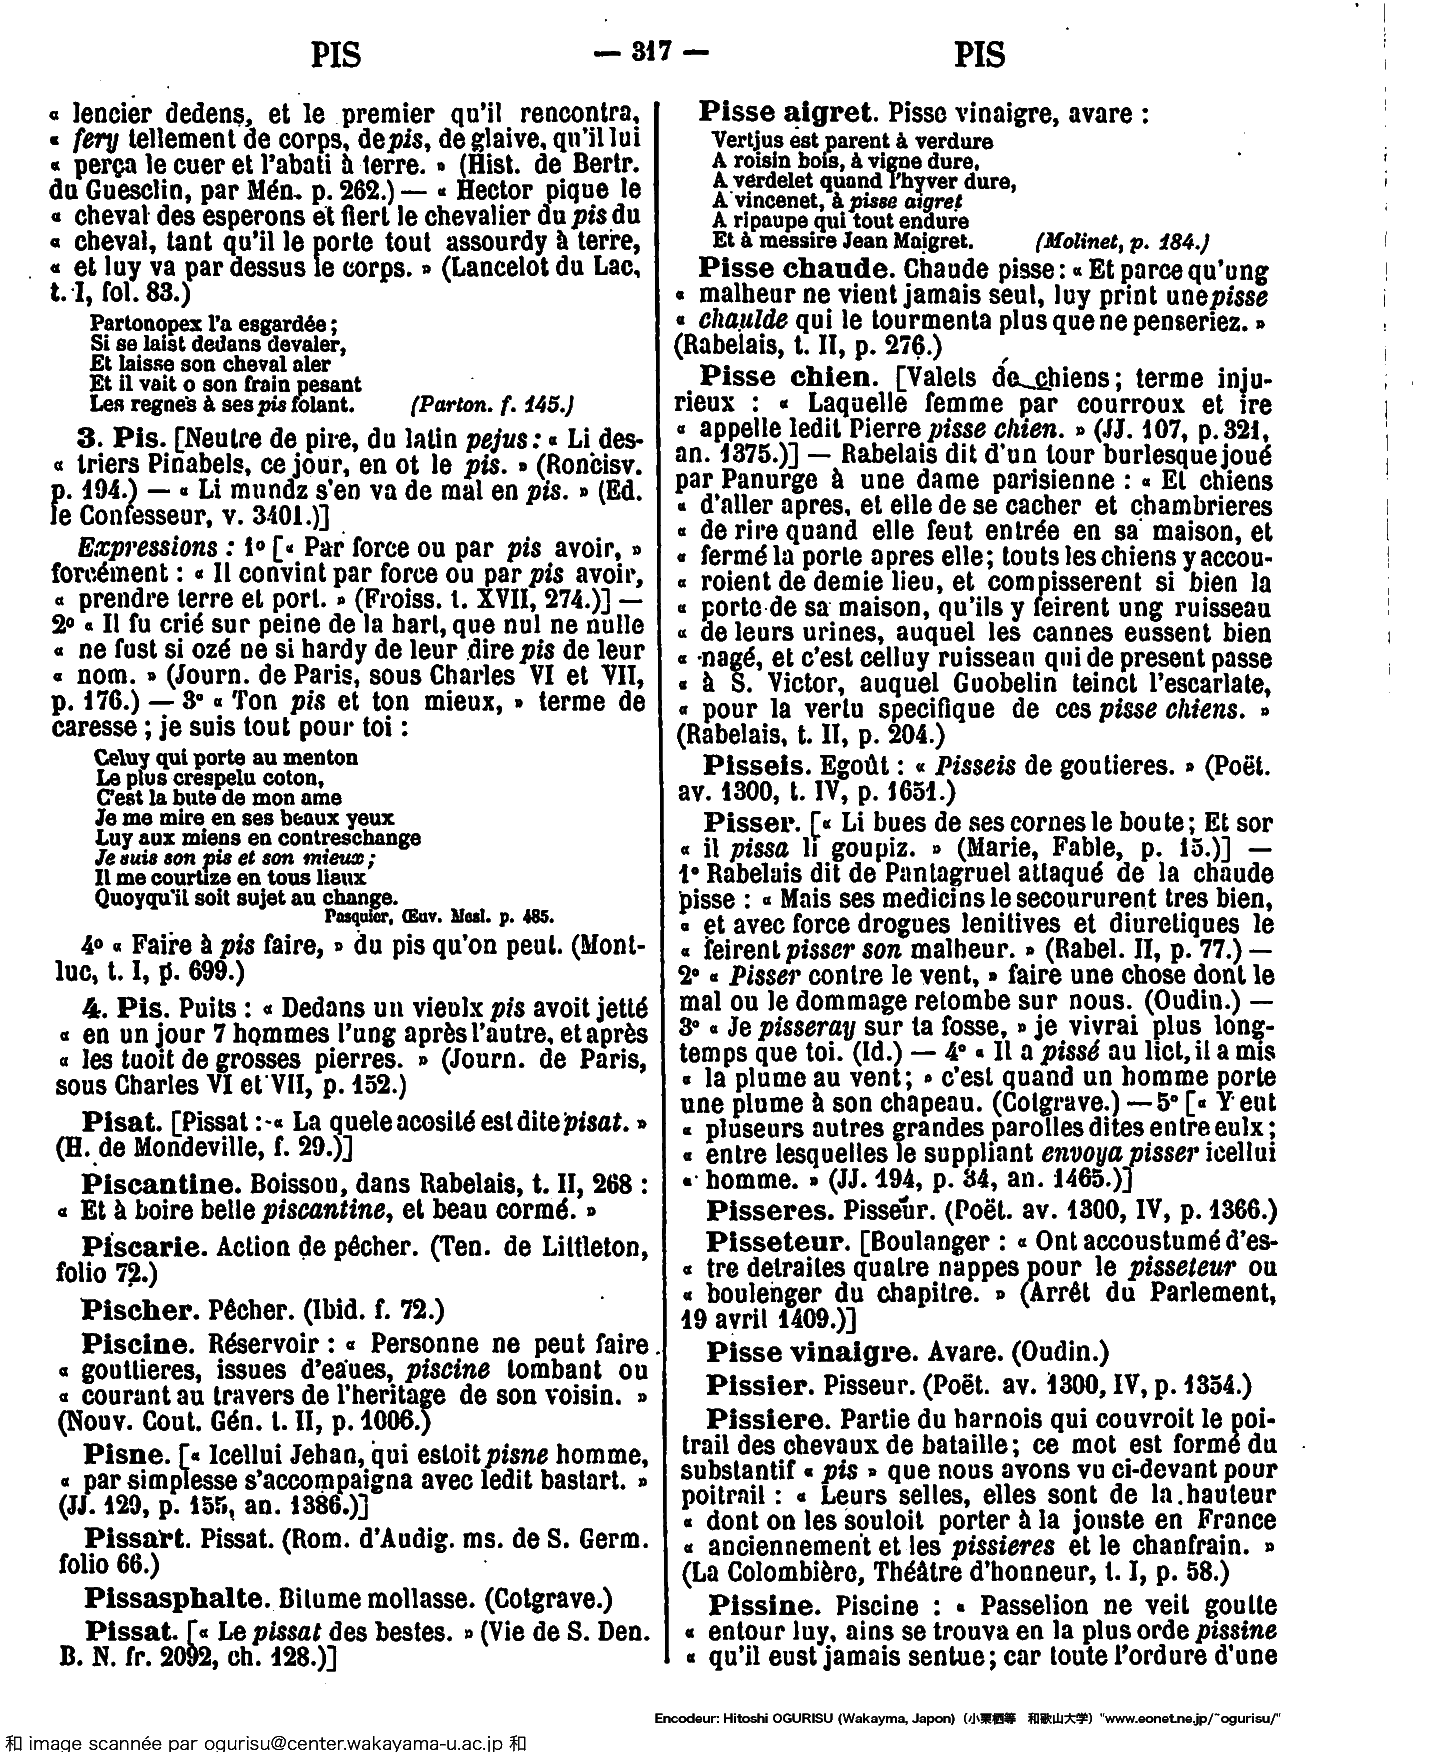 PIS — 317 — PIS
« lencier dedens, et le premier qu'il rencontra,
« fery tellement de corps, de pis, de glaive, qu'il lui
« perça le cuer et l'abati à terre. » (Hist. de Bertr.
du Guesclin, par Mén. p. 262.) — « Hector pique le
« cheval des esperons et fiert le chevalier du pis du
« cheval, tant qu'il le porte tout assourdy à terre,
« et luy va par dessus le corps. » (Lancelot du Lac,
t. I, fol. 83.)
Partonopex l'a esgardée ;
Si se laist dedans devaler,
Et laisse son cheval aler
Et il vait o son frain pesant
Les regnes à ses pis folant. (Parton. f. 145.)
3. Pis. [Neutre de pire, du latin pejus : « Li des-
« triers Pinabels, ce jour, en ot le pis. » (Roncisv.
p. 194.) — « Li mundz s'en va de mal en pis. » (Ed.
le Confesseur, v. 3401.)]
Expressions : 1º [« Par force ou par pis avoir, »
forcément : « Il convint par force ou par pis avoir,
« prendre terre et port. » (Froiss. t. XVII, 274.)] —
2º « Il fu crié sur peine de la hart, que nul ne nulle
« ne fust si ozé ne si hardy de leur dire pis de leur
« nom. » (Journ. de Paris, sous Charles VI et VII,
p. 176.) — 3º « Ton pis et ton mieux, » terme de
caresse ; je suis tout pour toi :
Celuy qui porte au menton
Le plus crespelu coton,
C'est la bute de mon ame
Je me mire en ses beaux yeux
Luy aux miens en contreschange
Je suis son pis et son mieux ;
Il me courtize en tous lieux
Quoyqu'il soit sujet au change.
Pasquier, Œuv. Mesl. p. 485.
4º « Faire à pis faire, » du pis qu'on peut. (Mont-
luc, t. I, p. 699.)
4. Pis. Puits : « Dedans un vieulx pis avoit jetté
« en un jour 7 hommes l'ung après l'autre, et après
« les tuoit de grosses pierres. » (Journ. de Paris,
sous Charles VI et VII, p. 152.)
Pisat. [Pissat : « La quele acosité est dite pisat. »
(H. de Mondeville, f. 29.)]
Piscantine. Boisson, dans Rabelais, t. II, 268 :
« Et à boire belle piscantine, et beau cormé. »
Piscarie. Action de pêcher. (Ten. de Littleton,
folio 72.)
Pischer. Pêcher. (Ibid. f. 72.)
Piscine. Réservoir : « Personne ne peut faire
« gouttieres, issues d'eaues, piscine tombant ou
« courant au travers de l'heritage de son voisin. »
(Nouv. Cout. Gén. t. II, p. 1006.)
Pisne. [« Icellui Jehan, qui estoit pisne homme,
« par simplesse s'accompaigna avec ledit bastart. »
(JJ. 129, p. 155, an. 1386.)]
Pissart. Pissat. (Rom. d'Audig. ms. de S. Germ.
folio 66.)
Pissasphalte. Bitume mollasse. (Cotgrave.)
Pissat. [« Le pissat des bestes. » (Vie de S. Den.
B. N. fr. 2092, ch. 128.)]
Pisse aigret. Pisse vinaigre, avare :
Vertjus est parent à verdure
A roisin bois, à vigne dure,
A verdelet quand l'hyver dure,
A vincenet, à pisse aigret
A ripaupe qui tout endure
Et à messire Jean Maigret. (Molinet, p. 184.)
Pisse chaude. Chaude pisse : « Et parce qu'ung
« malheur ne vient jamais seul, luy print une pisse
« chaulde qui le tourmenta plus que ne penseriez. »
(Rabelais, t. II, p. 276.)
Pisse chien. [Valets de chiens ; terme inju-
rieux : « Laquelle femme par courroux et ire
« appelle ledit Pierre pisse chien. » (JJ. 107, p. 321,
an. 1375.)] — Rabelais dit d'un tour burlesque joué
par Panurge à une dame parisienne : « Et chiens
« d'aller apres, et elle de se cacher et chambrieres
« de rire quand elle feut entrée en sa maison, et
« fermé la porte apres elle ; touts les chiens y accou-
« roient de demie lieu, et compisserent si bien la
« porte de sa maison, qu'ils y feirent ung ruisseau
« de leurs urines, auquel les cannes eussent bien
« nagé, et c'est celluy ruisseau qui de present passe
« à S. Victor, auquel Guobelin teinct l'escarlate,
« pour la vertu specifique de ces pisse chiens. »
(Rabelais, t. II, p. 204.)
Pisseis. Egoût : « Pisseis de goutieres. » (Poët.
av. 1300, t. IV, p. 1651.)
Pisser. [« Li bues de ses cornes le boute ; Et sor
« il pissa li goupiz. » (Marie, Fable, p. 15.)] —
1º Rabelais dit de Pantagruel attaqué de la chaude
pisse : « Mais ses medicins le secoururent tres bien,
« et avec force drogues lenitives et diuretiques le
« feirent pisser son malheur. » (Rabel. II, p. 77.) —
2º « Pisser contre le vent, » faire une chose dont le
mal ou le dommage retombe sur nous. (Oudin.) —
3º « Je pisseray sur ta fosse, » je vivrai plus long-
temps que toi. (Id.) — 4º « Il a pissé au lict, il a mis
« la plume au vent ; » c'est quand un homme porte
une plume à son chapeau. (Cotgrave.) — 5º [« Y eut
« pluseurs autres grandes parolles dites entre eulx ;
« entre lesquelles le suppliant envoya pisser icellui
« homme. » (JJ. 194, p. 34, an. 1465.)]
Pisseres. Pisseur. (Poët. av. 1300, IV, p. 1366.)
Pisseteur. [Boulanger : « Ont accoustumé d'es-
« tre detraites quatre nappes pour le pisseteur ou
« boulenger du chapitre. » (Arrêt du Parlement,
19 avril 1409.)]
Pisse vinaigre. Avare. (Oudin.)
Pissier. Pisseur. (Poët. av. 1300, IV, p. 1354.)
Pissiere. Partie du harnois qui couvroit le poi-
trail des chevaux de bataille ; ce mot est formé du
substantif « pis » que nous avons vu ci-devant pour
poitrail : « Leurs selles, elles sont de la hauteur
« dont on les souloit porter à la jouste en France
« anciennement et les pissieres et le chanfrain. »
(La Colombière, Théâtre d'honneur, t. I, p. 58.)
Pissine. Piscine : « Passelion ne veit goutte
« entour luy, ains se trouva en la plus orde pissine
« qu'il eust jamais sentue ; car toute l'ordure d'une
Encodeur: Hitoshi OGURISU (Wakayma, Japon) (小栗栖等 和歌山大学) "www.eonet.ne.jp/~ogurisu/"
和 image scannée par ogurisu@center.wakayama-u.ac.jp 和